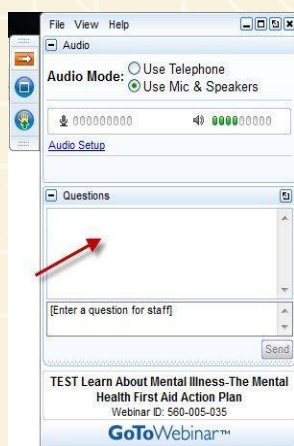 File View Help
Audio
Audio Mode: Use Telephone
Use Mic & Speakers
Audio Setup
Questions
[Enter a question for staff]
Send
TEST Learn About Mental Illness-The Mental
Health First Aid Action Plan
Webinar ID: 560-005-035
GoToWebinar™